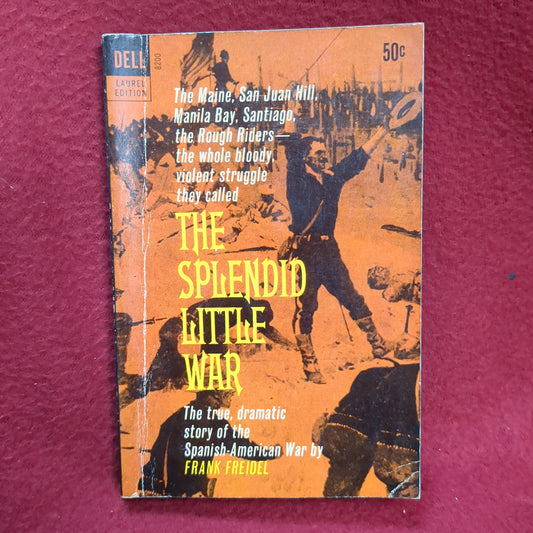 DELL
LAUREL
EDITION
8200
50c
The Maine, San Juan Hill,
Manila Bay, Santiago,
the Rough Riders—
the whole bloody,
violent struggle
they called
THE
SPLENDID
LITTLE
WAR
The true, dramatic
story of the
Spanish-American War by
FRANK FREIDEL